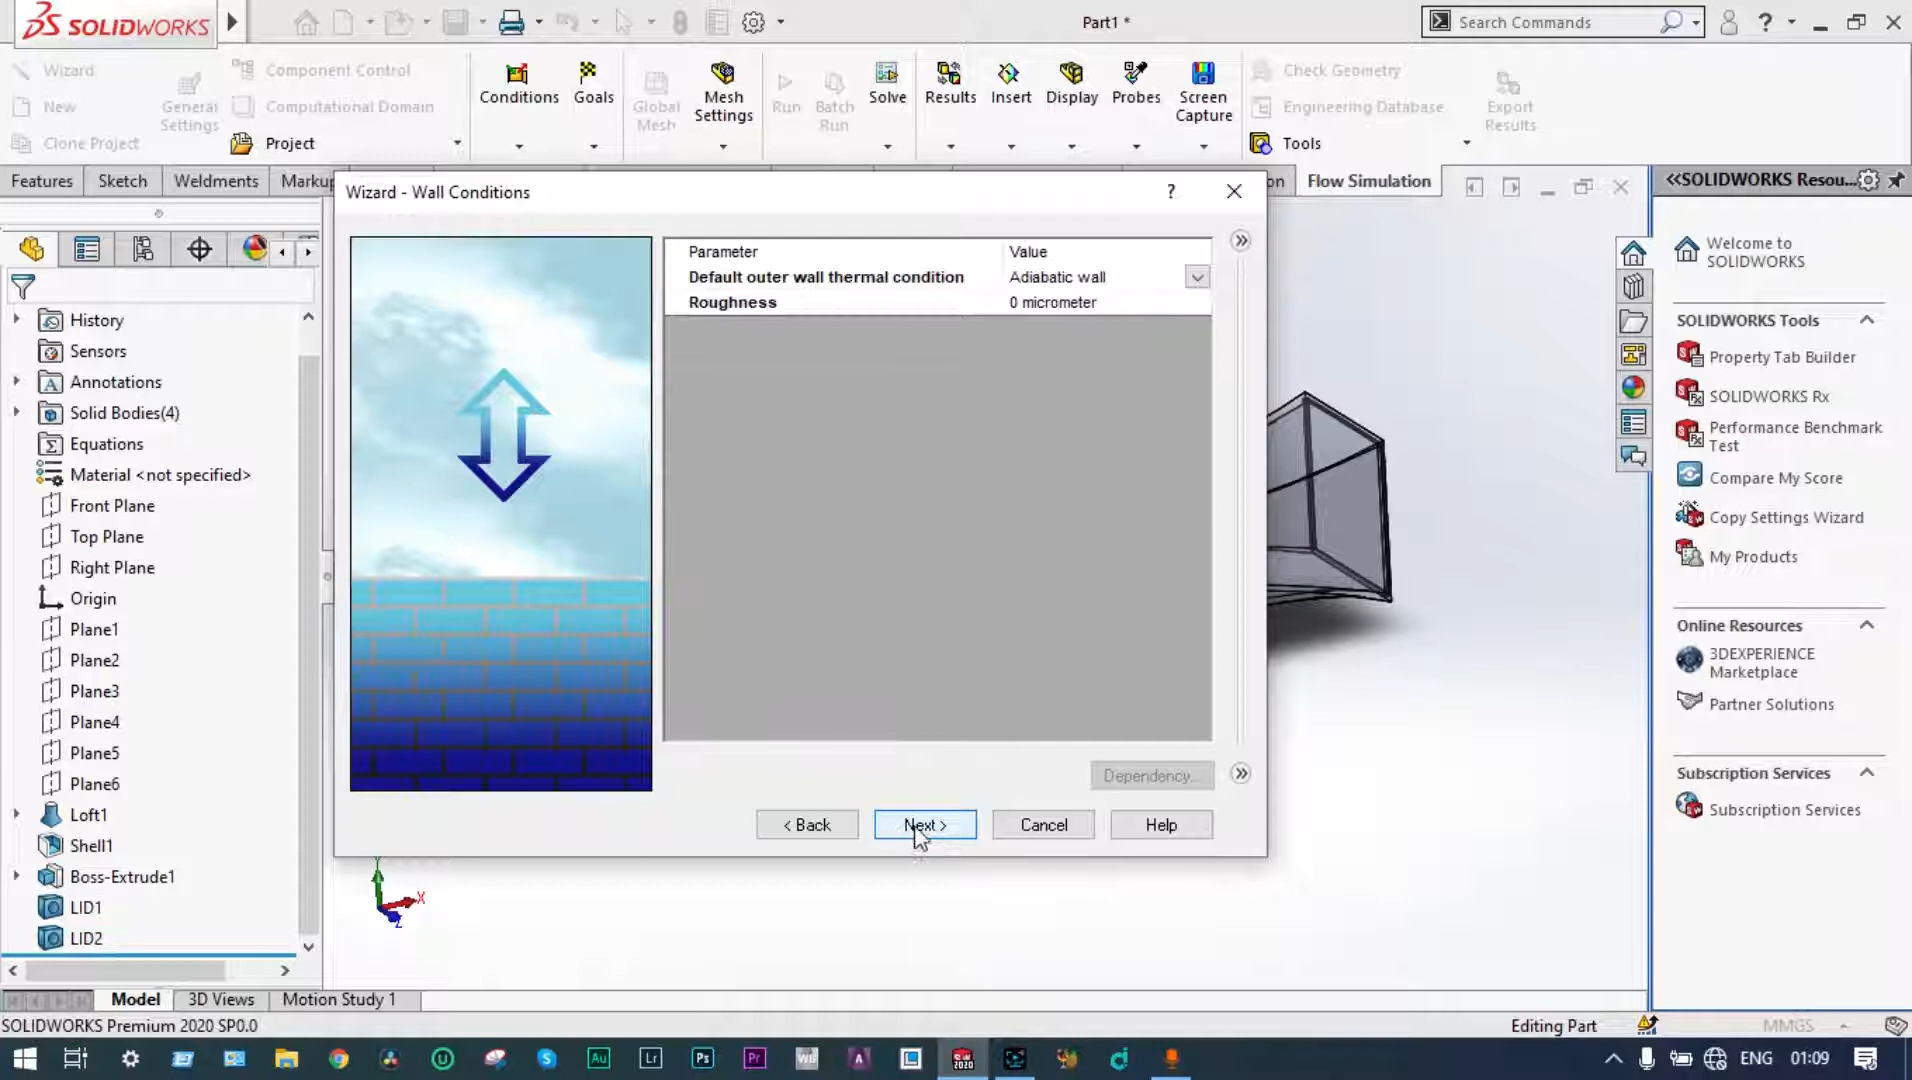 SOLIDWORKS
Part1 *
Search Commands
?
Wizard
New
Clone Project
General
Settings
Component Control
Computational Domain
Project
Conditions
Goals
Global
Mesh
Mesh
Settings
Run
Batch
Run
Solve
Results
Insert
Display
Probes
Screen
Capture
Check Geometry
Engineering Database
Tools
Export
Results
Features
Sketch
Weldments
Markup
on
Flow Simulation
SOLIDWORKS Resou...
History
Sensors
Annotations
Solid Bodies(4)
Equations
Material <not specified>
Front Plane
Top Plane
Right Plane
Origin
Plane1
Plane2
Plane3
Plane4
Plane5
Plane6
Loft1
Shell1
Boss-Extrude1
LID1
LID2
Wizard - Wall Conditions
?
Parameter Value
Default outer wall thermal condition Adiabatic wall
Roughness 0 micrometer
Dependency...
< Back
Next >
Cancel
Help
Y
X
Z
Welcome to
SOLIDWORKS
SOLIDWORKS Tools
Property Tab Builder
SOLIDWORKS Rx
Performance Benchmark
Test
Compare My Score
Copy Settings Wizard
My Products
Online Resources
3DEXPERIENCE
Marketplace
Partner Solutions
Subscription Services
Subscription Services
Model
3D Views
Motion Study 1
SOLIDWORKS Premium 2020 SP0.0
Editing Part
MMGS
Au
Lr
Ps
Pr
ENG
01:09